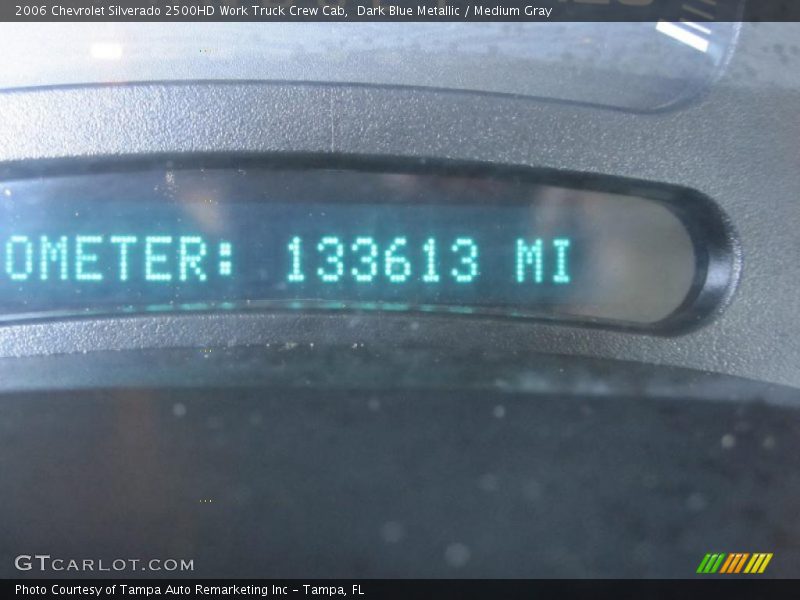 2006 Chevrolet Silverado 2500HD Work Truck Crew Cab,  Dark Blue Metallic / Medium Gray
OMETER: 133613 MI
GTCARLOT.COM
Photo Courtesy of Tampa Auto Remarketing Inc - Tampa, FL